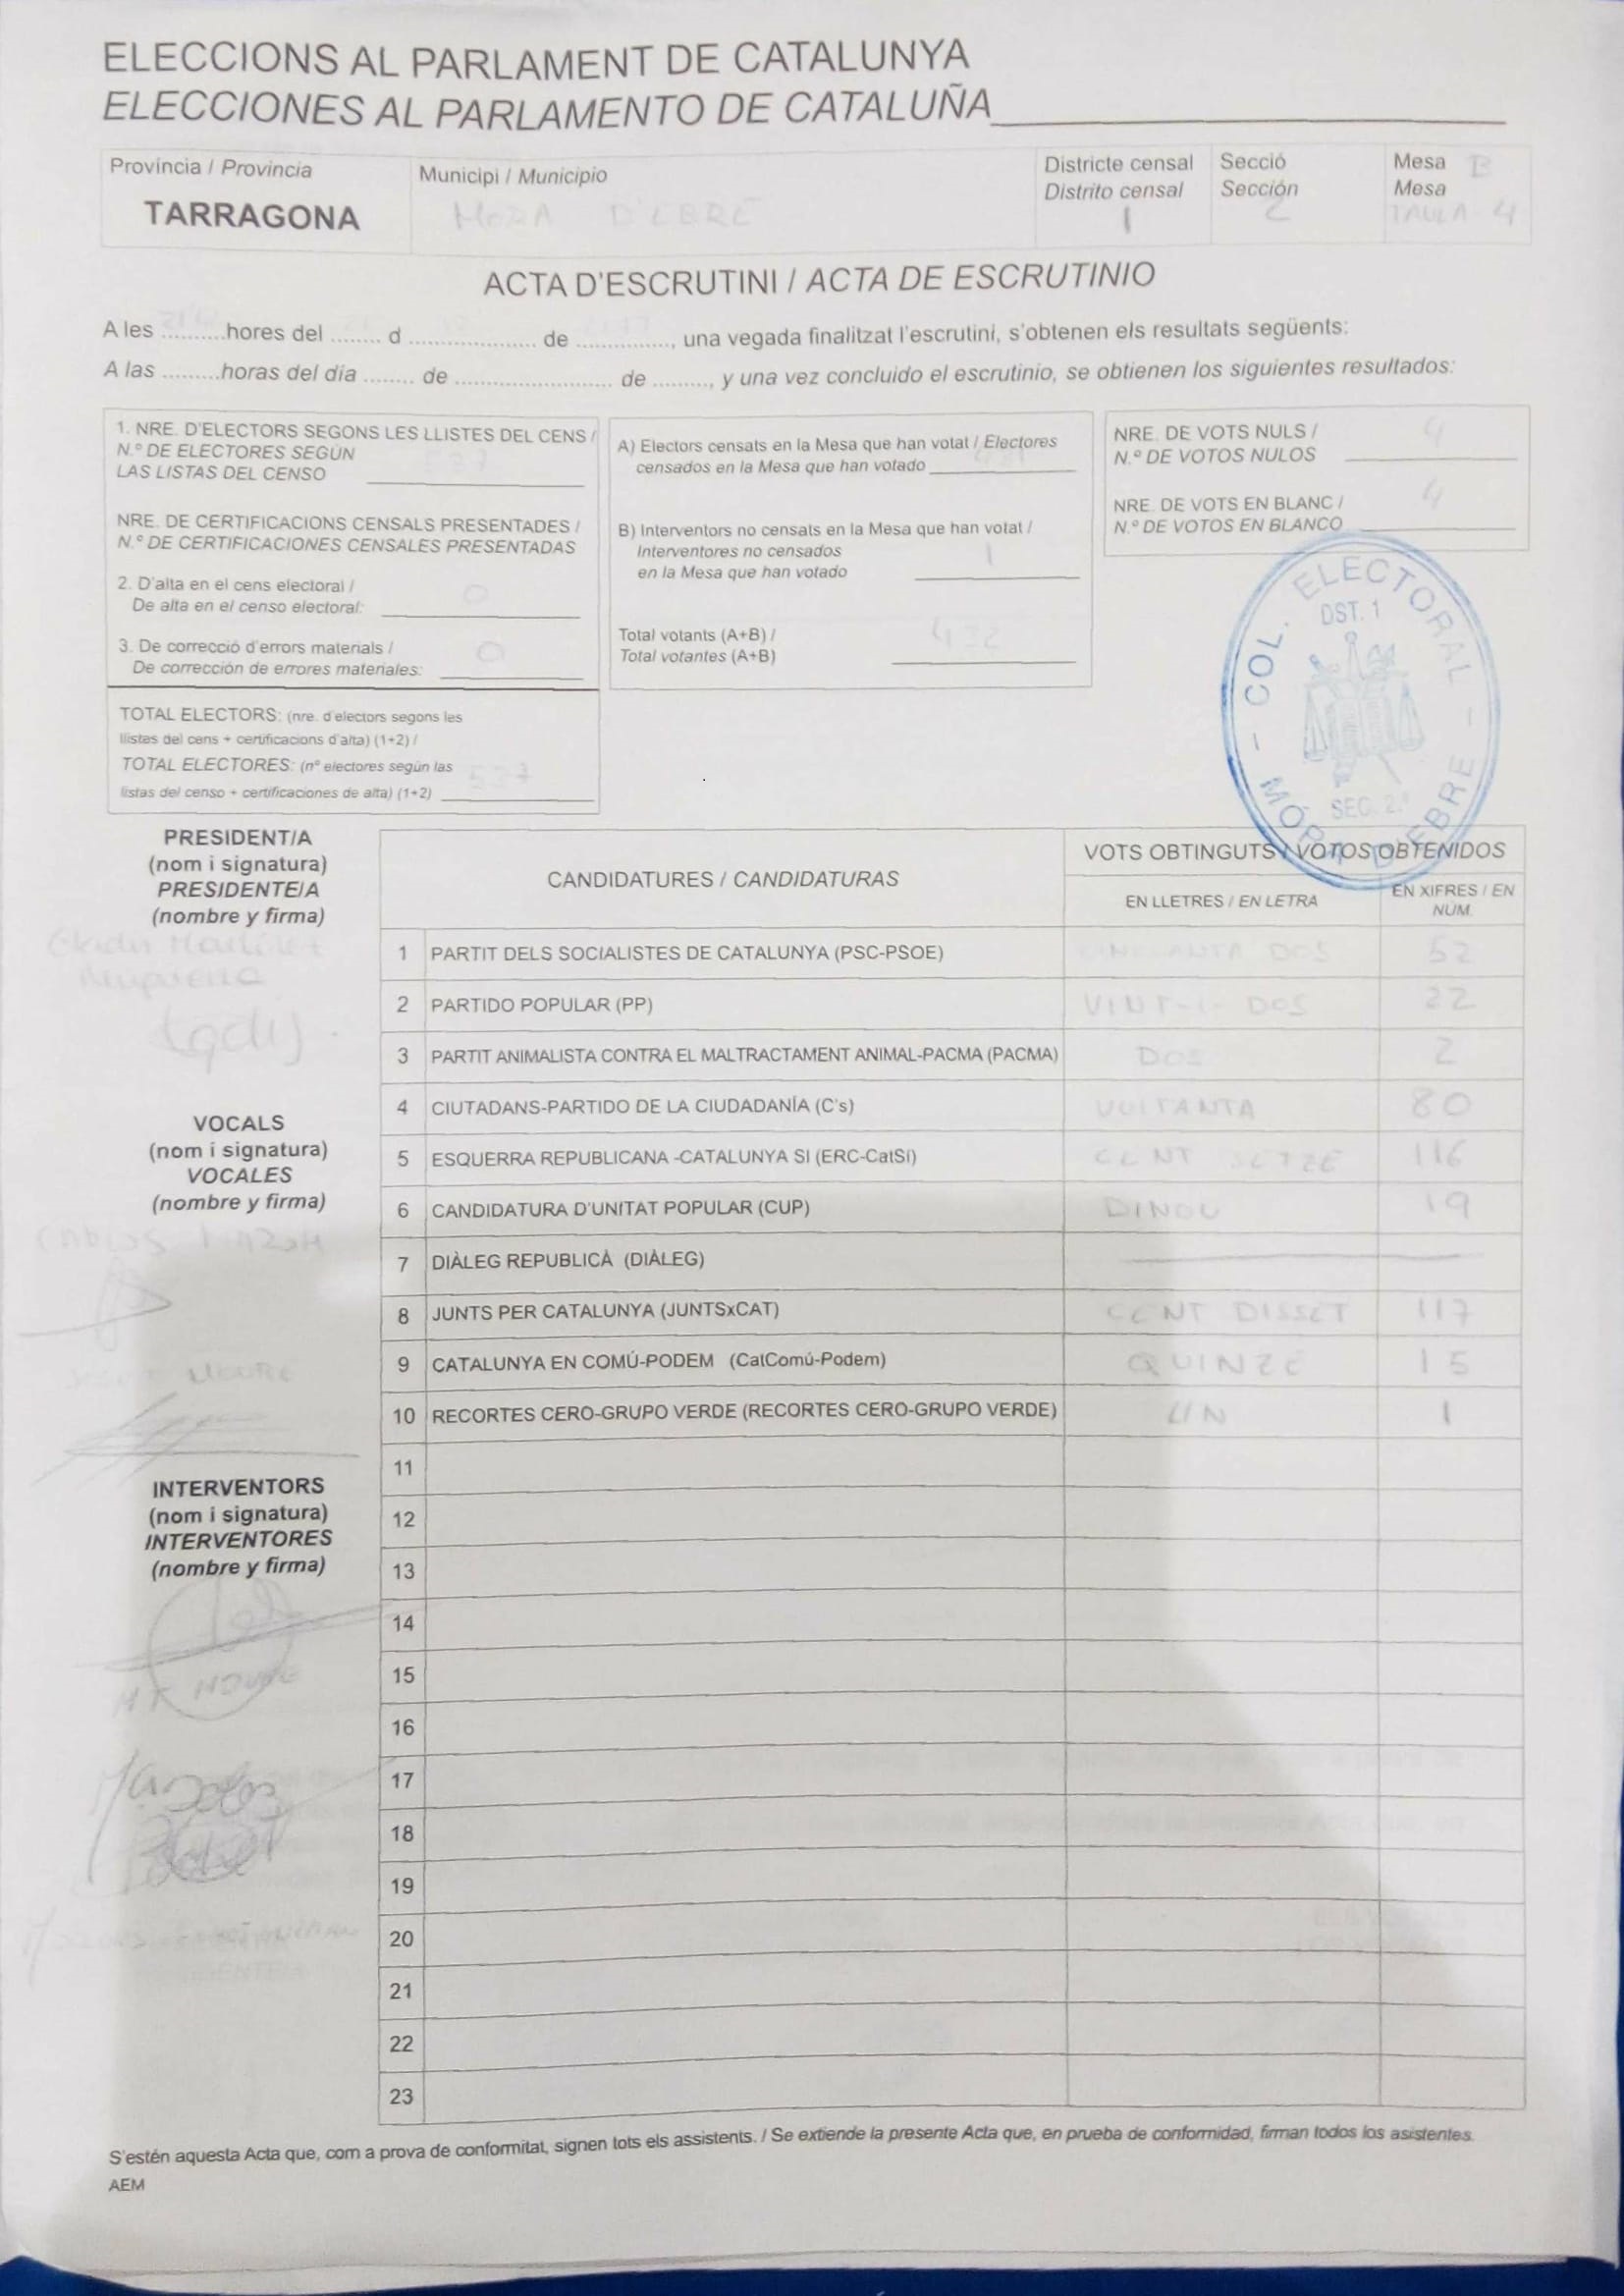 ELECCIONS AL PARLAMENT DE CATALUNYA
ELECCIONES AL PARLAMENTO DE CATALUÑA
Província / Provincia
TARRAGONA
Municipi / Municipio
MORA D'EBRE
Districte censal
Distrito censal
1
Secció
Sección
2
Mesa B
Mesa
TAULA 4
ACTA D'ESCRUTINI / ACTA DE ESCRUTINIO
A les ..........hores del ........ d .................... de ..............., una vegada finalitzat l'escrutini, s'obtenen els resultats següents:
A las .........horas del día ........ de ......................... de ........., y una vez concluido el escrutinio, se obtienen los siguientes resultados:
1. NRE. D'ELECTORS SEGONS LES LLISTES DEL CENS /
N.º DE ELECTORES SEGÚN
LAS LISTAS DEL CENSO 537
NRE. DE CERTIFICACIONS CENSALS PRESENTADES /
N.º DE CERTIFICACIONES CENSALES PRESENTADAS
2. D'alta en el cens electoral /
De alta en el censo electoral: 0
3. De correcció d'errors materials /
De corrección de errores materiales: 0
TOTAL ELECTORS: (nre. d'electors segons les
llistes del cens + certificacions d'alta) (1+2) /
TOTAL ELECTORES: (nº electores según las
listas del censo + certificaciones de alta) (1+2) 537
A) Electors censats en la Mesa que han votat / Electores
censados en la Mesa que han votado 431
B) Interventors no censats en la Mesa que han votat /
Interventores no censados
en la Mesa que han votado 1
Total votants (A+B) /
Total votantes (A+B) 432
NRE. DE VOTS NULS /
N.º DE VOTOS NULOS 4
NRE. DE VOTS EN BLANC /
N.º DE VOTOS EN BLANCO 4
COL. ELECTORAL
DST. 1
SEC. 2.ª
MÓRA D'EBRE
PRESIDENT/A
(nom i signatura)
PRESIDENTE/A
(nombre y firma)
VOCALS
(nom i signatura)
VOCALES
(nombre y firma)
INTERVENTORS
(nom i signatura)
INTERVENTORES
(nombre y firma)
CANDIDATURES / CANDIDATURAS
VOTS OBTINGUTS / VOTOS OBTENIDOS
EN LLETRES / EN LETRA
EN XIFRES / EN NÚM.
1 PARTIT DELS SOCIALISTES DE CATALUNYA (PSC-PSOE) CINCUANTA DOS 52
2 PARTIDO POPULAR (PP) VINT-I-DOS 22
3 PARTIT ANIMALISTA CONTRA EL MALTRACTAMENT ANIMAL-PACMA (PACMA) DOS 2
4 CIUTADANS-PARTIDO DE LA CIUDADANÍA (C's) VUITANTA 80
5 ESQUERRA REPUBLICANA -CATALUNYA SI (ERC-CatSí) CENT SETZE 116
6 CANDIDATURA D'UNITAT POPULAR (CUP) DINOU 19
7 DIÀLEG REPUBLICÀ (DIÀLEG)
8 JUNTS PER CATALUNYA (JUNTSxCAT) CENT DISSET 117
9 CATALUNYA EN COMÚ-PODEM (CatComú-Podem) QUINZE 15
10 RECORTES CERO-GRUPO VERDE (RECORTES CERO-GRUPO VERDE) UN 1
11
12
13
14
15
16
17
18
19
20
21
22
23
S'estén aquesta Acta que, com a prova de conformitat, signen tots els assistents. / Se extiende la presente Acta que, en prueba de conformidad, firman todos los asistentes.
AEM